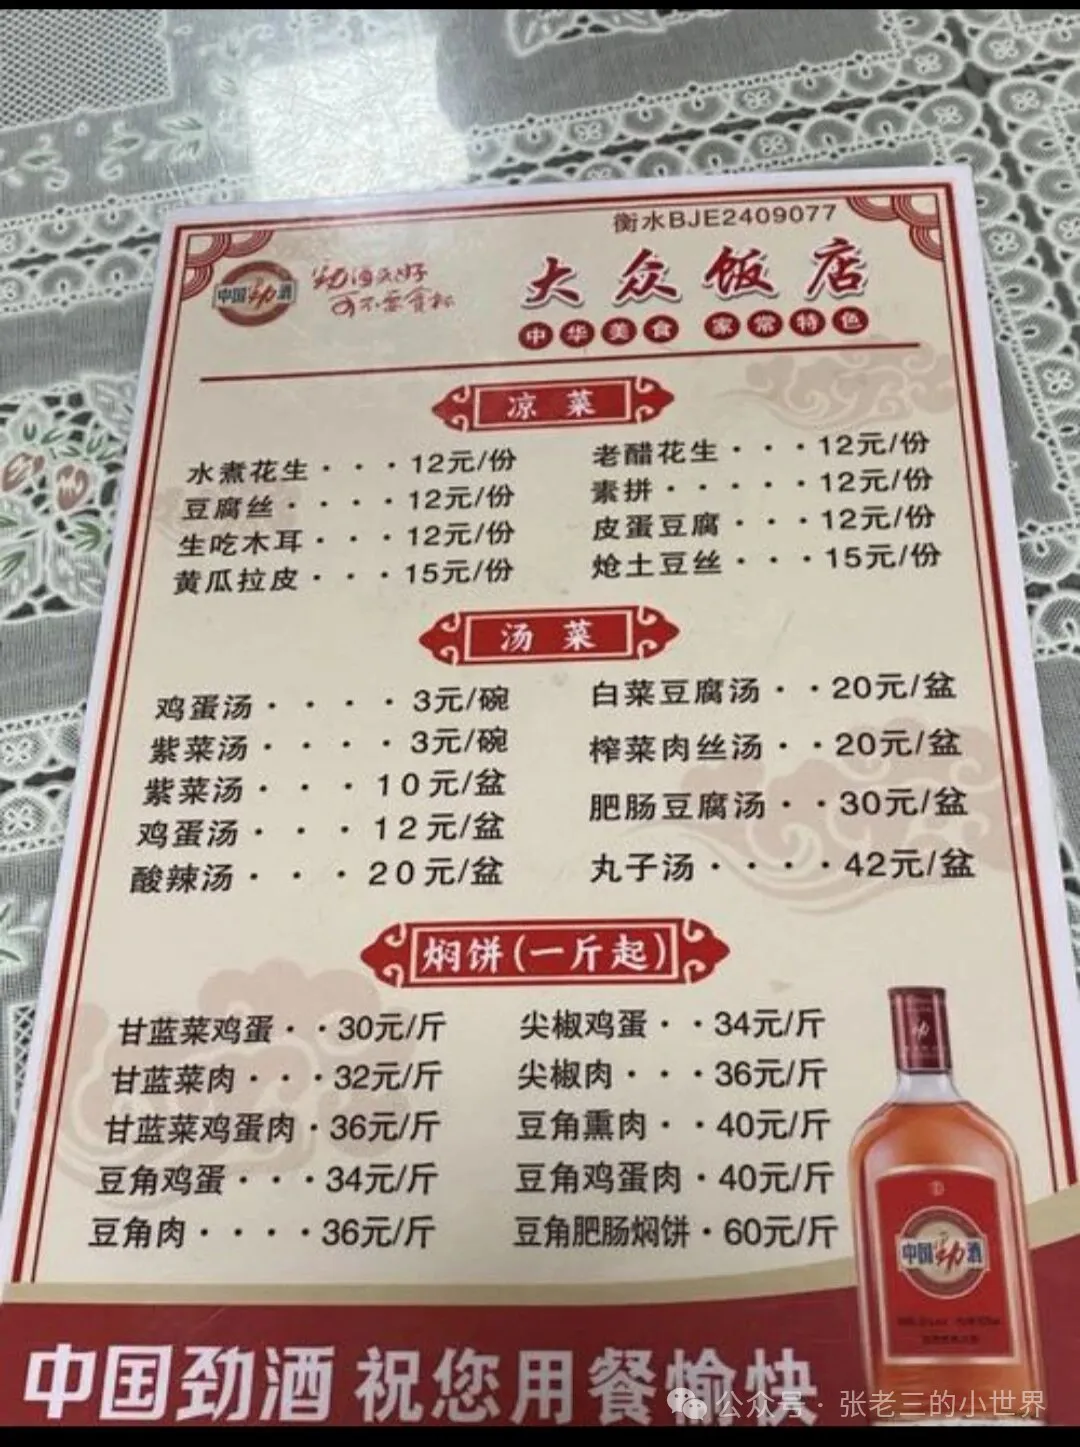 衡水BJE2409077
中国劲酒
劲酒虽好
可不要贪杯
大众饭店
中华美食 家常特色
凉菜
水煮花生···12元/份
豆腐丝····12元/份
生吃木耳···12元/份
黄瓜拉皮···15元/份
老醋花生···12元/份
素拼·····12元/份
皮蛋豆腐···12元/份
炝土豆丝···15元/份
汤菜
鸡蛋汤····3元/碗
紫菜汤····3元/碗
紫菜汤···10元/盆
鸡蛋汤···12元/盆
酸辣汤···20元/盆
白菜豆腐汤··20元/盆
榨菜肉丝汤··20元/盆
肥肠豆腐汤··30元/盆
丸子汤····42元/盆
焖饼(一斤起)
甘蓝菜鸡蛋··30元/斤
甘蓝菜肉···32元/斤
甘蓝菜鸡蛋肉·36元/斤
豆角鸡蛋···34元/斤
豆角肉····36元/斤
尖椒鸡蛋··34元/斤
尖椒肉···36元/斤
豆角熏肉··40元/斤
豆角鸡蛋肉·40元/斤
豆角肥肠焖饼·60元/斤
劲
中国劲酒
中国劲酒 祝您用餐愉快
公众号·张老三的小世界